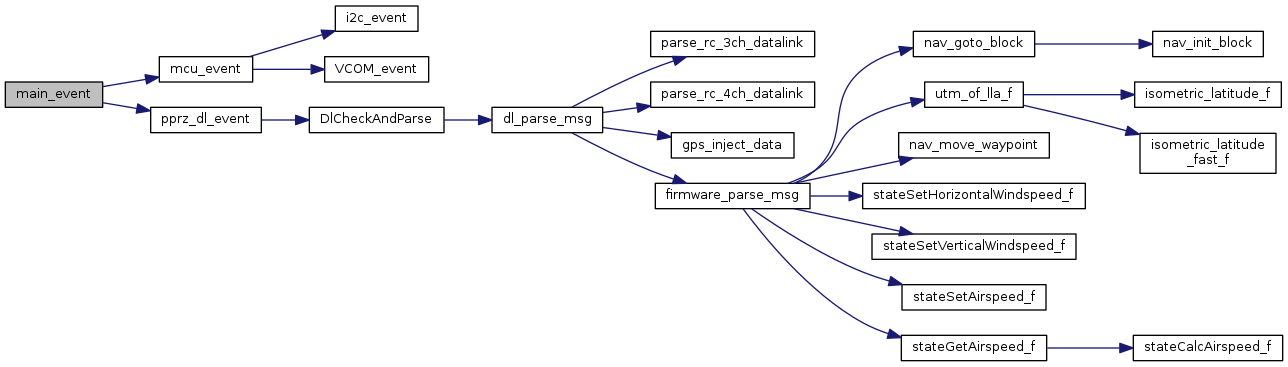 main_event
mcu_event
i2c_event
VCOM_event
pprz_dl_event
DlCheckAndParse
dl_parse_msg
parse_rc_3ch_datalink
parse_rc_4ch_datalink
gps_inject_data
firmware_parse_msg
nav_goto_block
nav_init_block
utm_of_lla_f
isometric_latitude_f
isometric_latitude
_fast_f
nav_move_waypoint
stateSetHorizontalWindspeed_f
stateSetVerticalWindspeed_f
stateSetAirspeed_f
stateGetAirspeed_f
stateCalcAirspeed_f